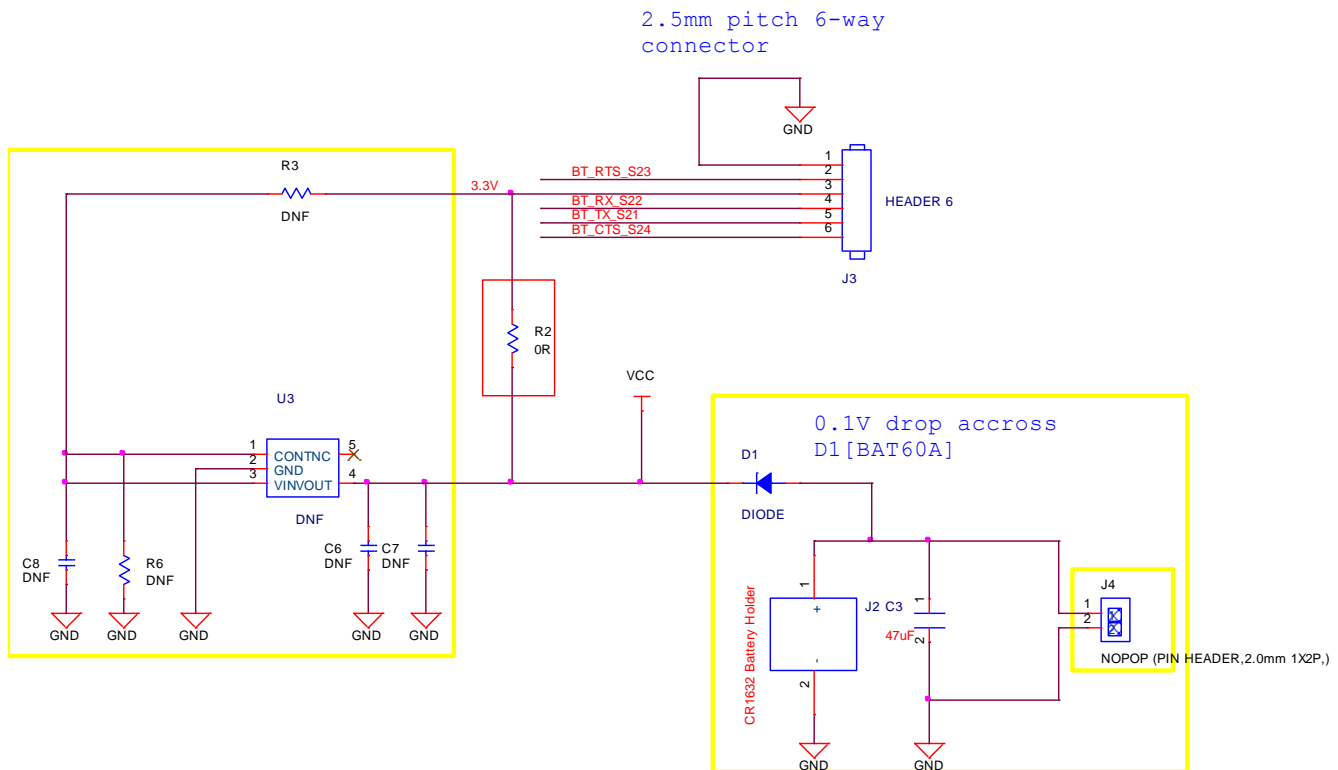 2.5mm pitch 6-way
connector
GND
R3
DNF
3.3V
BT_RTS_S23
BT_RX_S22
BT_TX_S21
BT_CTS_S24
1
2
3
4
5
6
HEADER 6
J3
R2
0R
VCC
U3
1
2
3
CONTNC
GND
VINVOUT
5
4
DNF
C8
DNF
R6
DNF
C6
DNF
C7
DNF
GND
GND
GND
GND
GND
0.1V drop accross
D1[BAT60A]
D1
DIODE
CR1632 Battery Holder
1
+
-
2
J2
C3
1
47uF
2
J4
1
2
1
2
NOPOP (PIN HEADER,2.0mm 1X2P,)
GND
GND